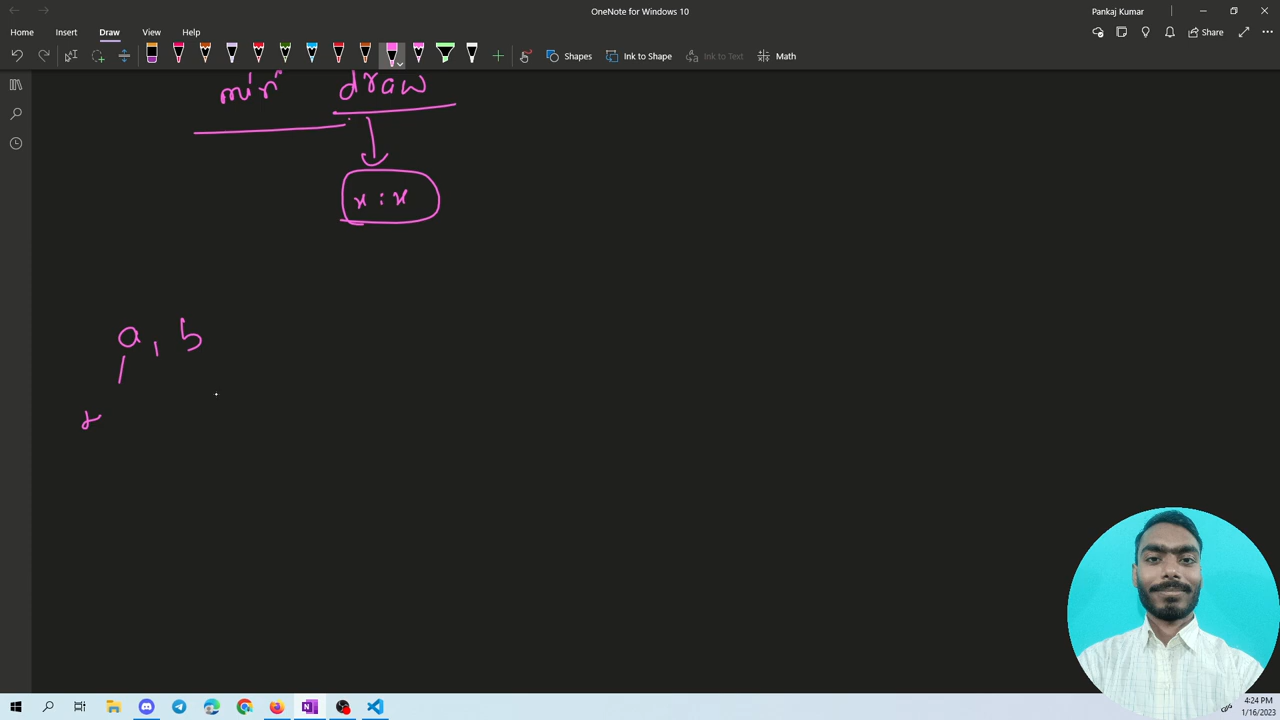 OneNote for Windows 10
Pankaj Kumar
Home Insert Draw View Help
Share
Shapes Ink to Shape Ink to Text Math
min^m draw
x : x
a, b
4:24 PM
1/16/2023